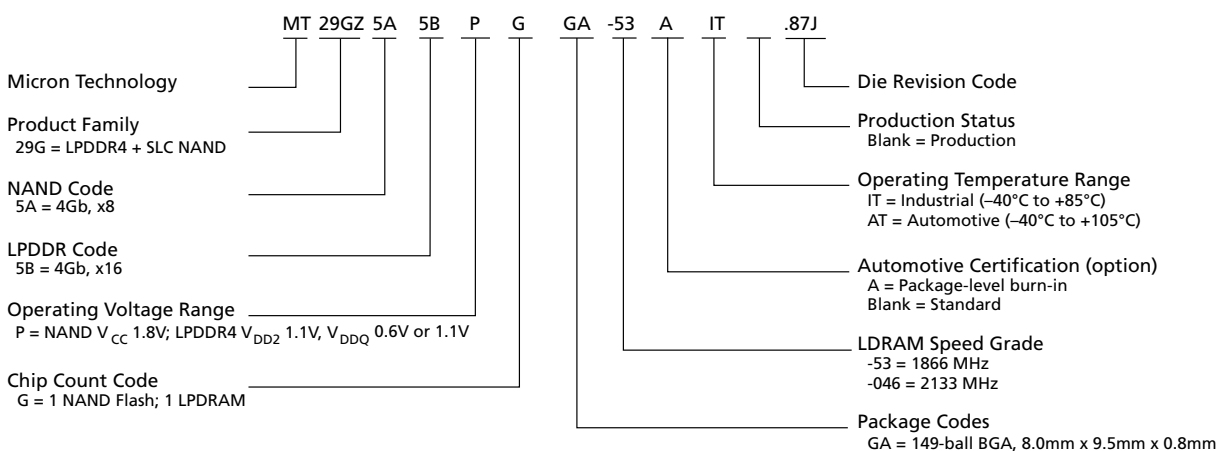 MT 29GZ 5A 5B P G GA -53 A IT .87J
Micron Technology
Product Family
29G = LPDDR4 + SLC NAND
NAND Code
5A = 4Gb, x8
LPDDR Code
5B = 4Gb, x16
Operating Voltage Range
P = NAND VCC 1.8V; LPDDR4 VDD2 1.1V, VDDQ 0.6V or 1.1V
Chip Count Code
G = 1 NAND Flash; 1 LPDRAM
Die Revision Code
Production Status
Blank = Production
Operating Temperature Range
IT = Industrial (–40°C to +85°C)
AT = Automotive (–40°C to +105°C)
Automotive Certification (option)
A = Package-level burn-in
Blank = Standard
LDRAM Speed Grade
-53 = 1866 MHz
-046 = 2133 MHz
Package Codes
GA = 149-ball BGA, 8.0mm x 9.5mm x 0.8mm